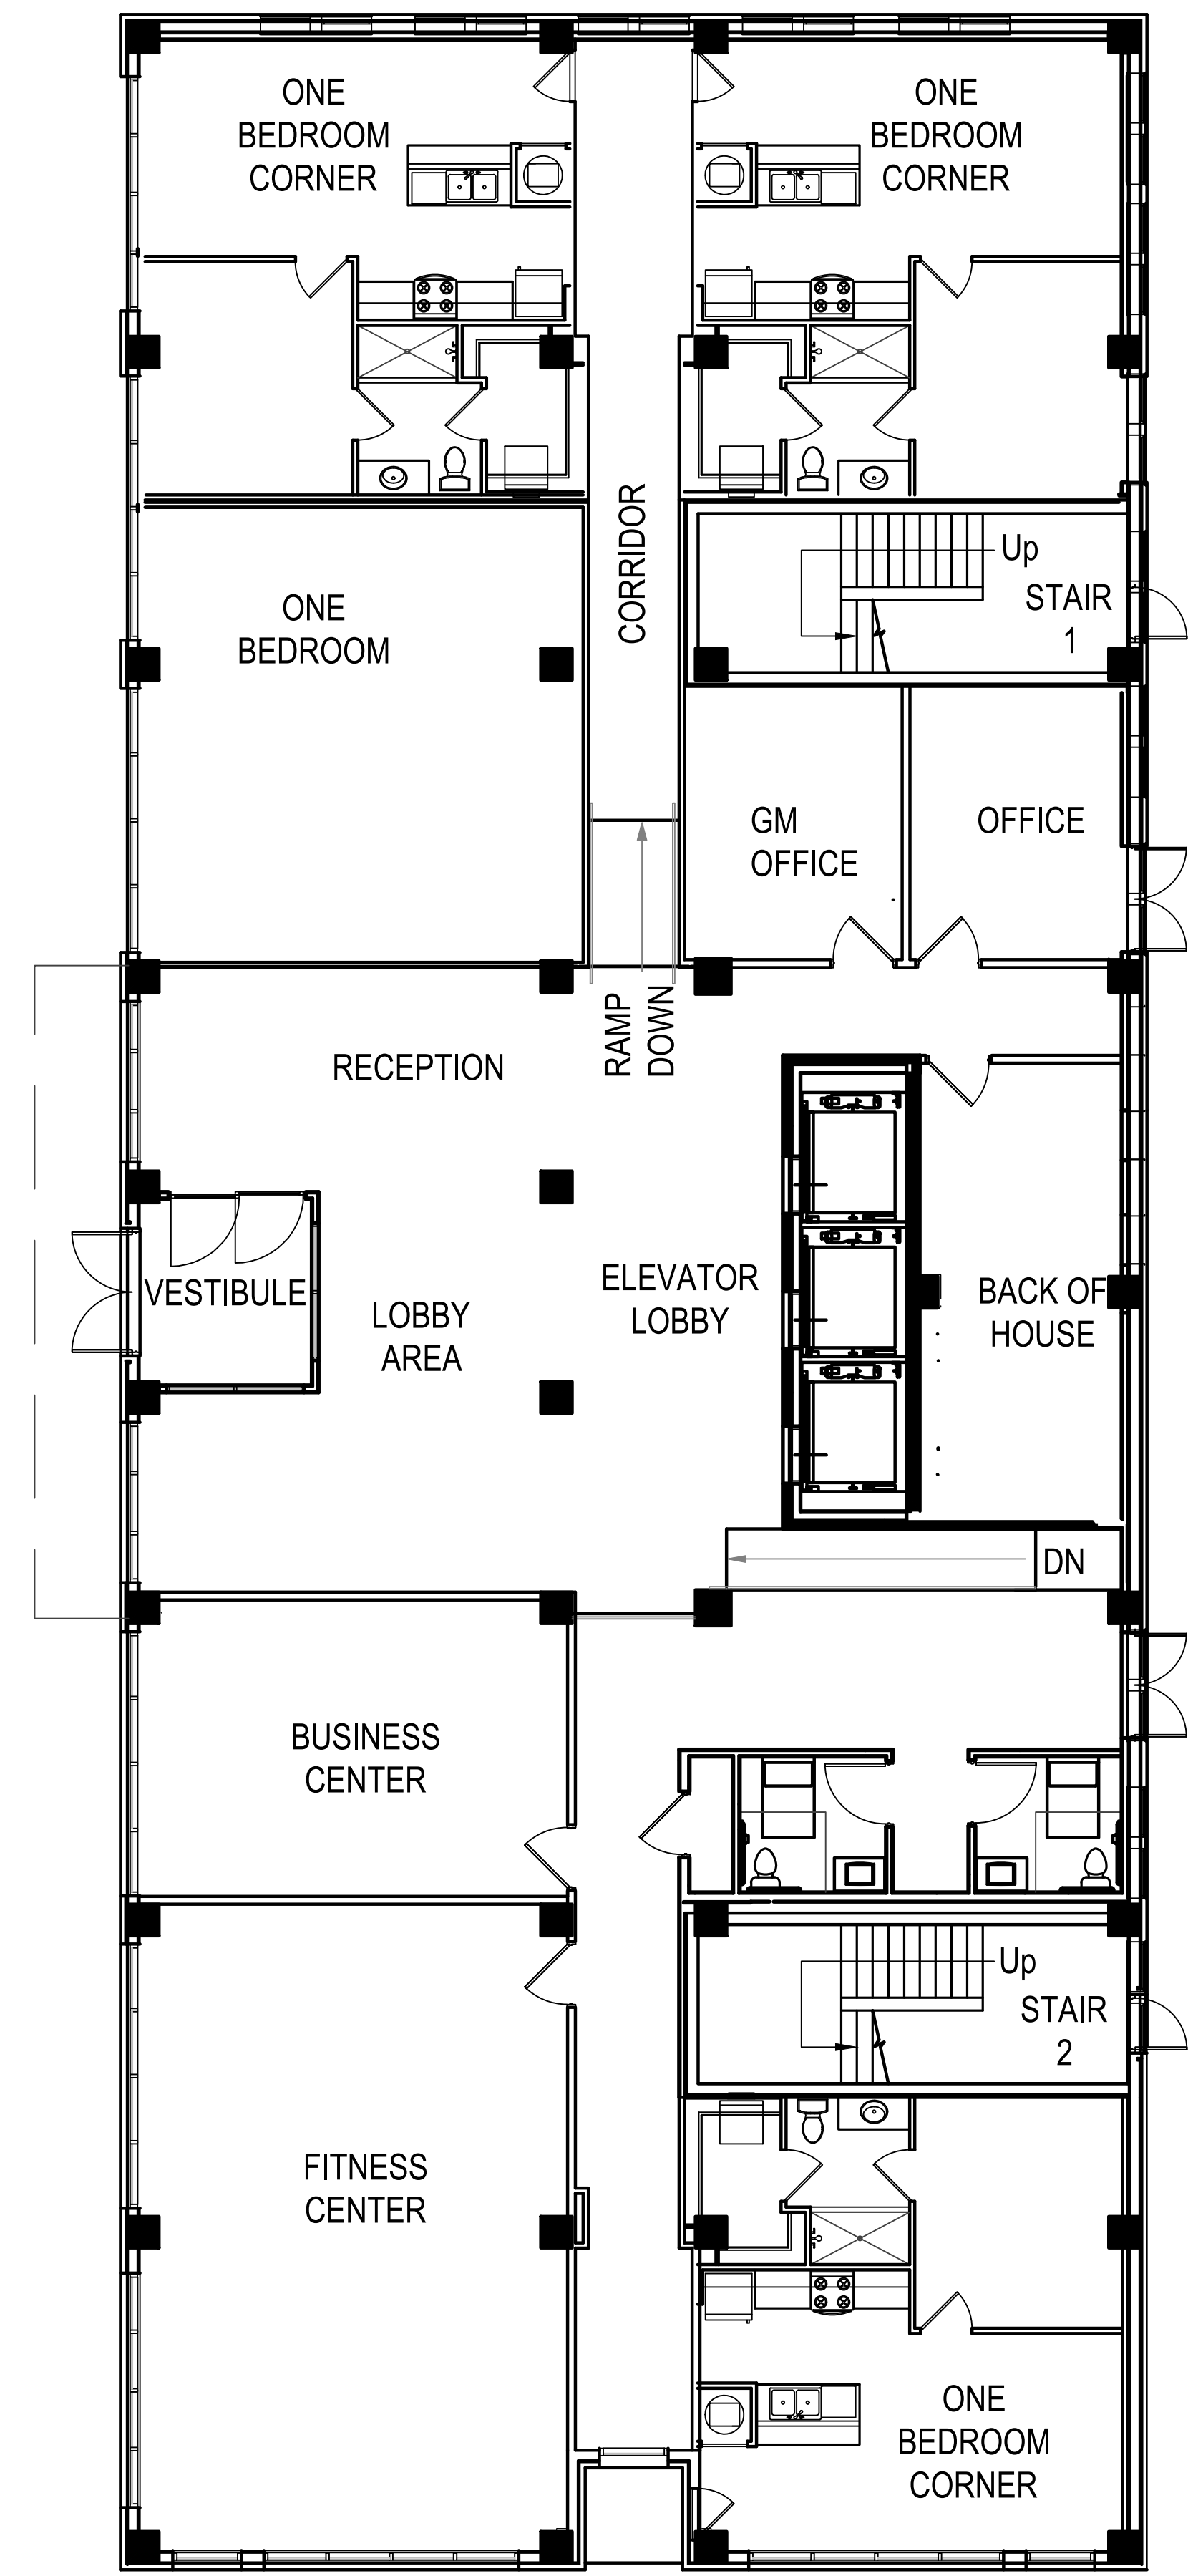 ONE
BEDROOM
CORNER
ONE
BEDROOM
CORNER
CORRIDOR
Up
STAIR
1
ONE
BEDROOM
GM
OFFICE
OFFICE
RAMP
DOWN
RECEPTION
VESTIBULE
LOBBY
AREA
ELEVATOR
LOBBY
BACK OF
HOUSE
DN
BUSINESS
CENTER
Up
STAIR
2
FITNESS
CENTER
ONE
BEDROOM
CORNER